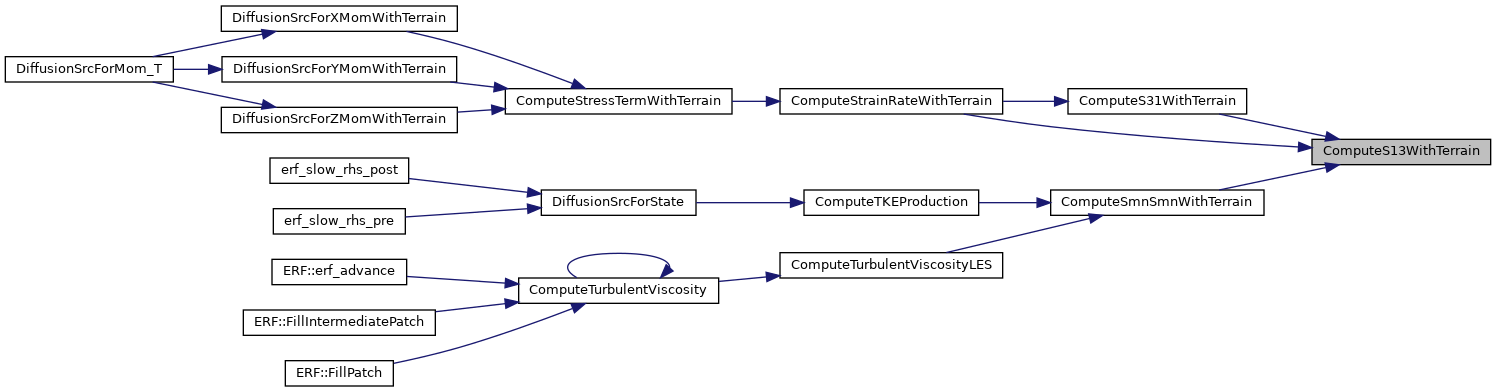 DiffusionSrcForXMomWithTerrain
DiffusionSrcForMom_T
DiffusionSrcForYMomWithTerrain
DiffusionSrcForZMomWithTerrain
ComputeStressTermWithTerrain
ComputeStrainRateWithTerrain
ComputeS31WithTerrain
ComputeS13WithTerrain
erf_slow_rhs_post
erf_slow_rhs_pre
DiffusionSrcForState
ComputeTKEProduction
ComputeSmnSmnWithTerrain
ERF::erf_advance
ERF::FillIntermediatePatch
ERF::FillPatch
ComputeTurbulentViscosity
ComputeTurbulentViscosityLES